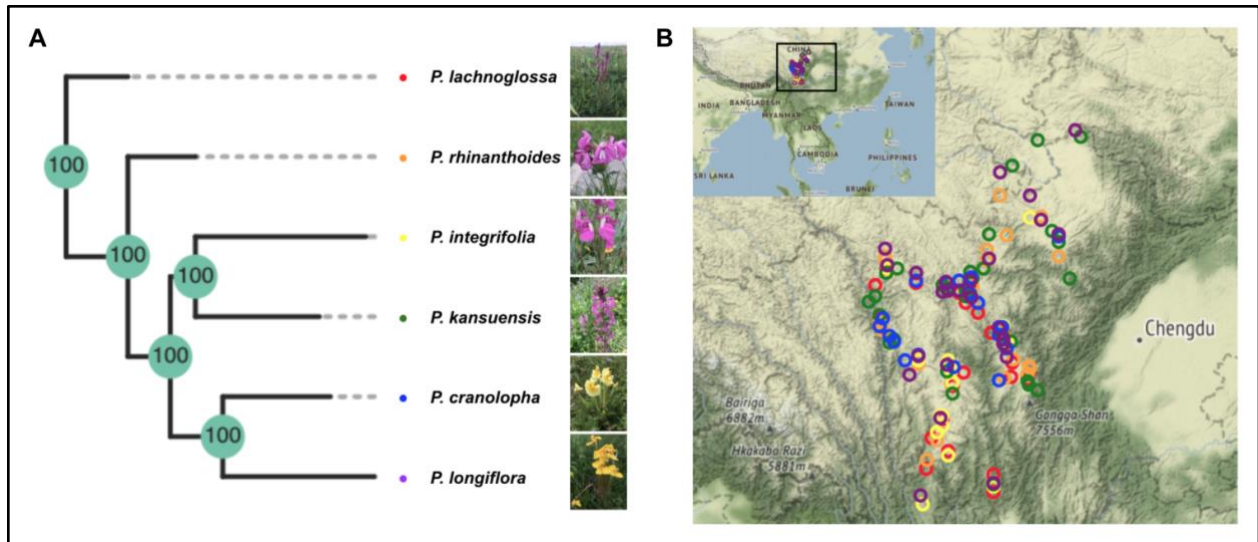 A
100
100
100
100
100
P. lachnoglossa
P. rhinanthoides
P. integrifolia
P. kansuensis
P. cranolopha
P. longiflora
B
CHINA
BHUTAN
INDIA
BANGLADESH
MYANMAR
LAOS
TAIWAN
CAMBODIA
PHILIPPINES
SRI LANKA
BRUNEI
Chengdu
Bairiga
6882m
Hkakabo Razi
5881m
Gongga Shan
7556m